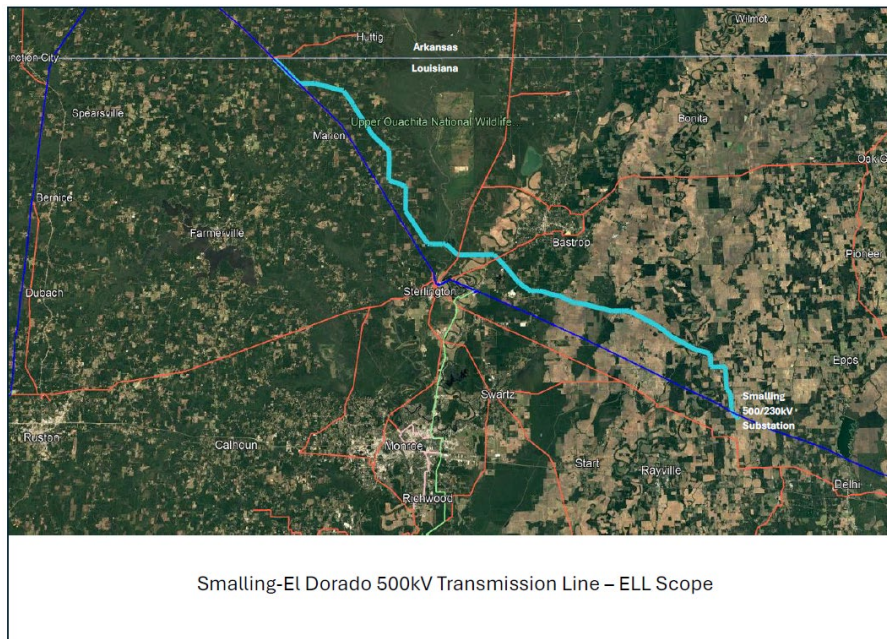 Wilmot
Huttig
Arkansas
nction City
Louisiana
Spearsville
Upper Ouachita National Wildlife
Bonita
Marion
Oak G
Bernice
Farmerville
Bastrop
Pioneer
Dubach
Sterlington
Epps
Swartz
Smalling
500/230kV
Substation
Ruston
Calhoun
Monroe
Start
Rayville
Delhi
Richwood
Smalling-El Dorado 500kV Transmission Line – ELL Scope